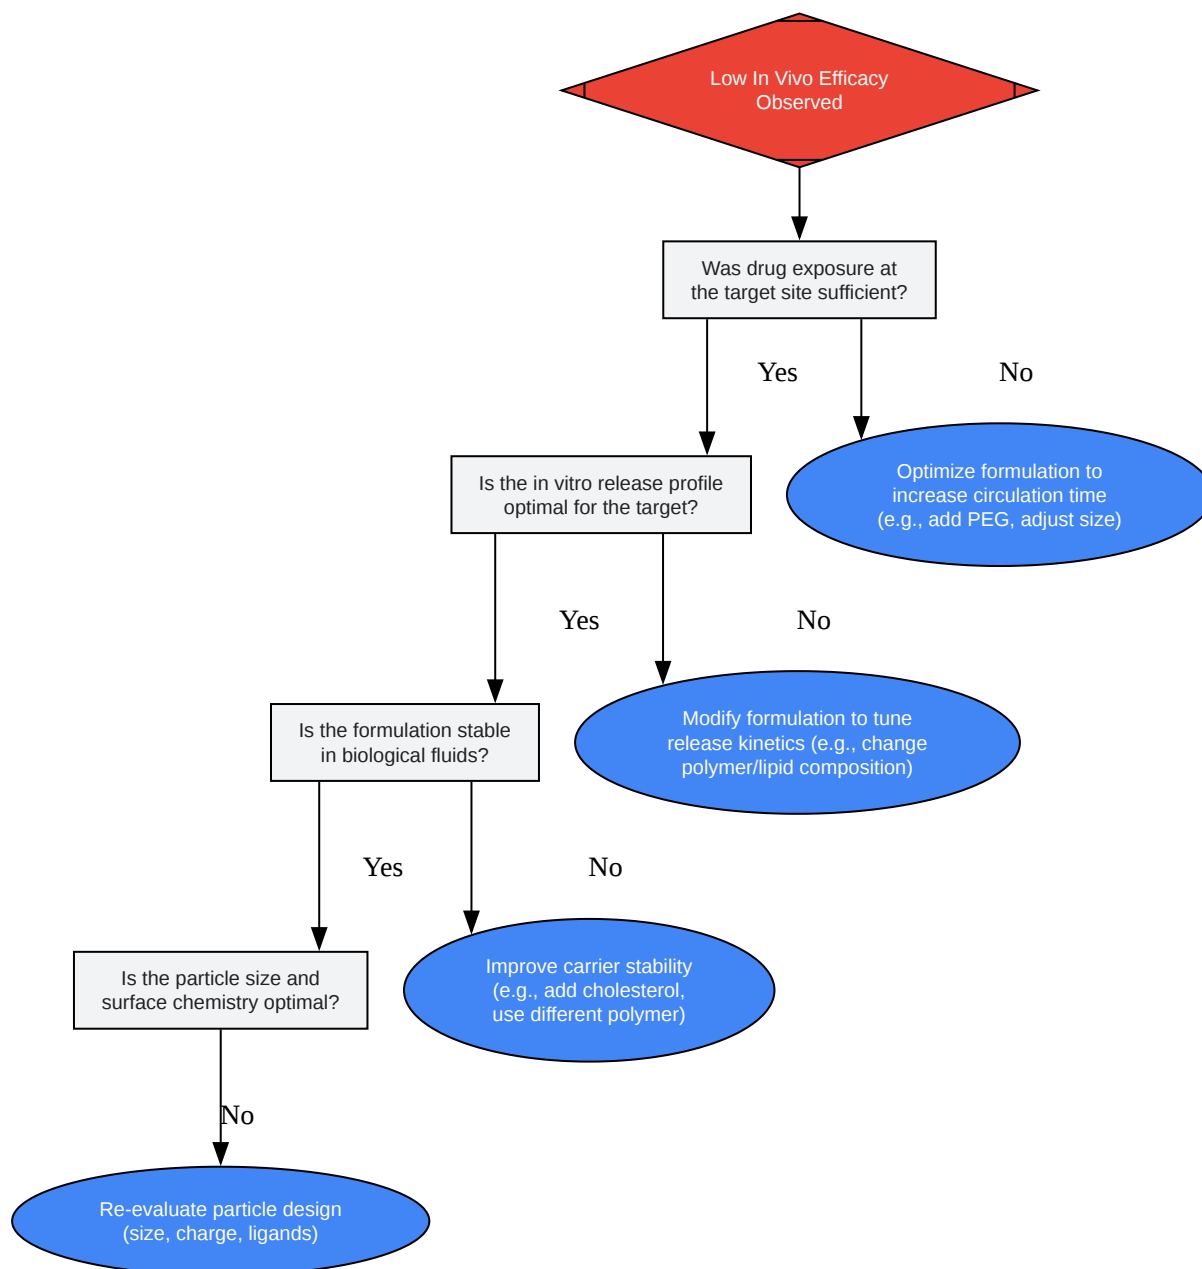 Low In Vivo Efficacy
Observed
Was drug exposure at
the target site sufficient?
Yes
No
Optimize formulation to
increase circulation time
(e.g., add PEG, adjust size)
Is the in vitro release profile
optimal for the target?
Yes
No
Modify formulation to tune
release kinetics (e.g., change
polymer/lipid composition)
Is the formulation stable
in biological fluids?
Yes
No
Improve carrier stability
(e.g., add cholesterol,
use different polymer)
Is the particle size and
surface chemistry optimal?
No
Re-evaluate particle design
(size, charge, ligands)